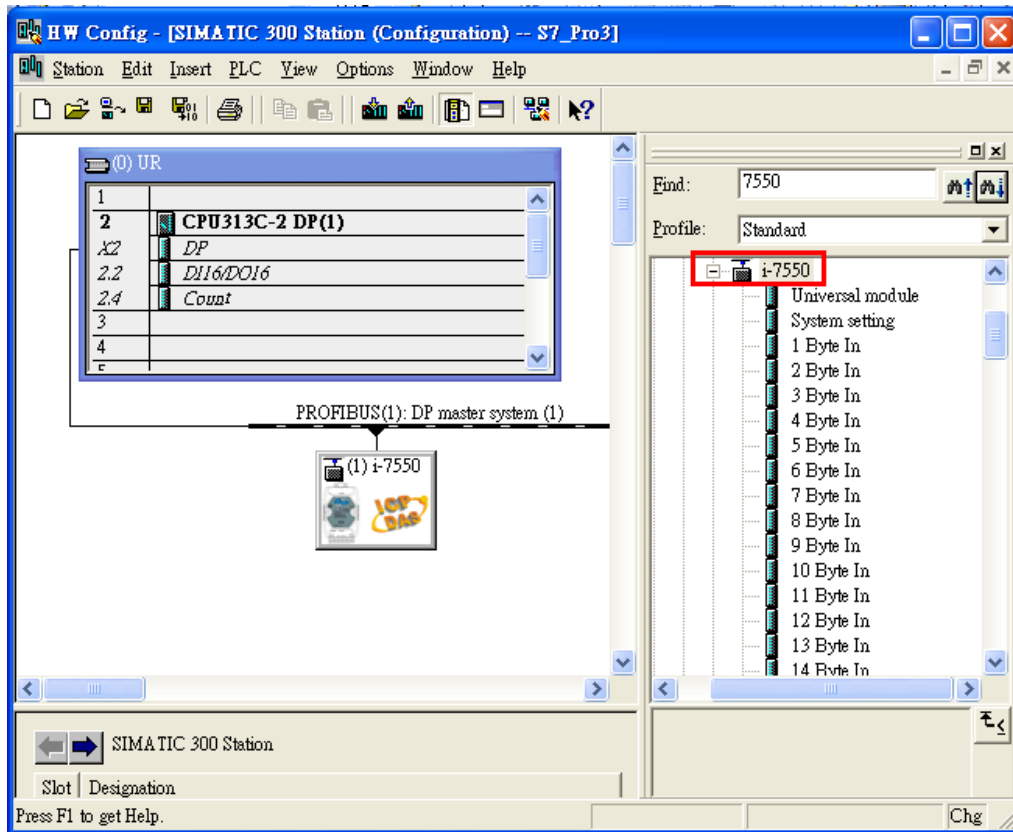 HW Config - [SIMATIC 300 Station (Configuration) -- S7_Pro3]
Station Edit Insert PLC View Options Window Help
(0) UR
1
2 CPU313C-2 DP(1)
X2 DP
2.2 DI16/DO16
2.4 Count
3
4
PROFIBUS(1): DP master system (1)
(1) i-7550
ICP DAS
SIMATIC 300 Station
Slot Designation
Find: 7550
Profile: Standard
i-7550
Universal module
System setting
1 Byte In
2 Byte In
3 Byte In
4 Byte In
5 Byte In
6 Byte In
7 Byte In
8 Byte In
9 Byte In
10 Byte In
11 Byte In
12 Byte In
13 Byte In
14 Byte In
Press F1 to get Help.
Chg